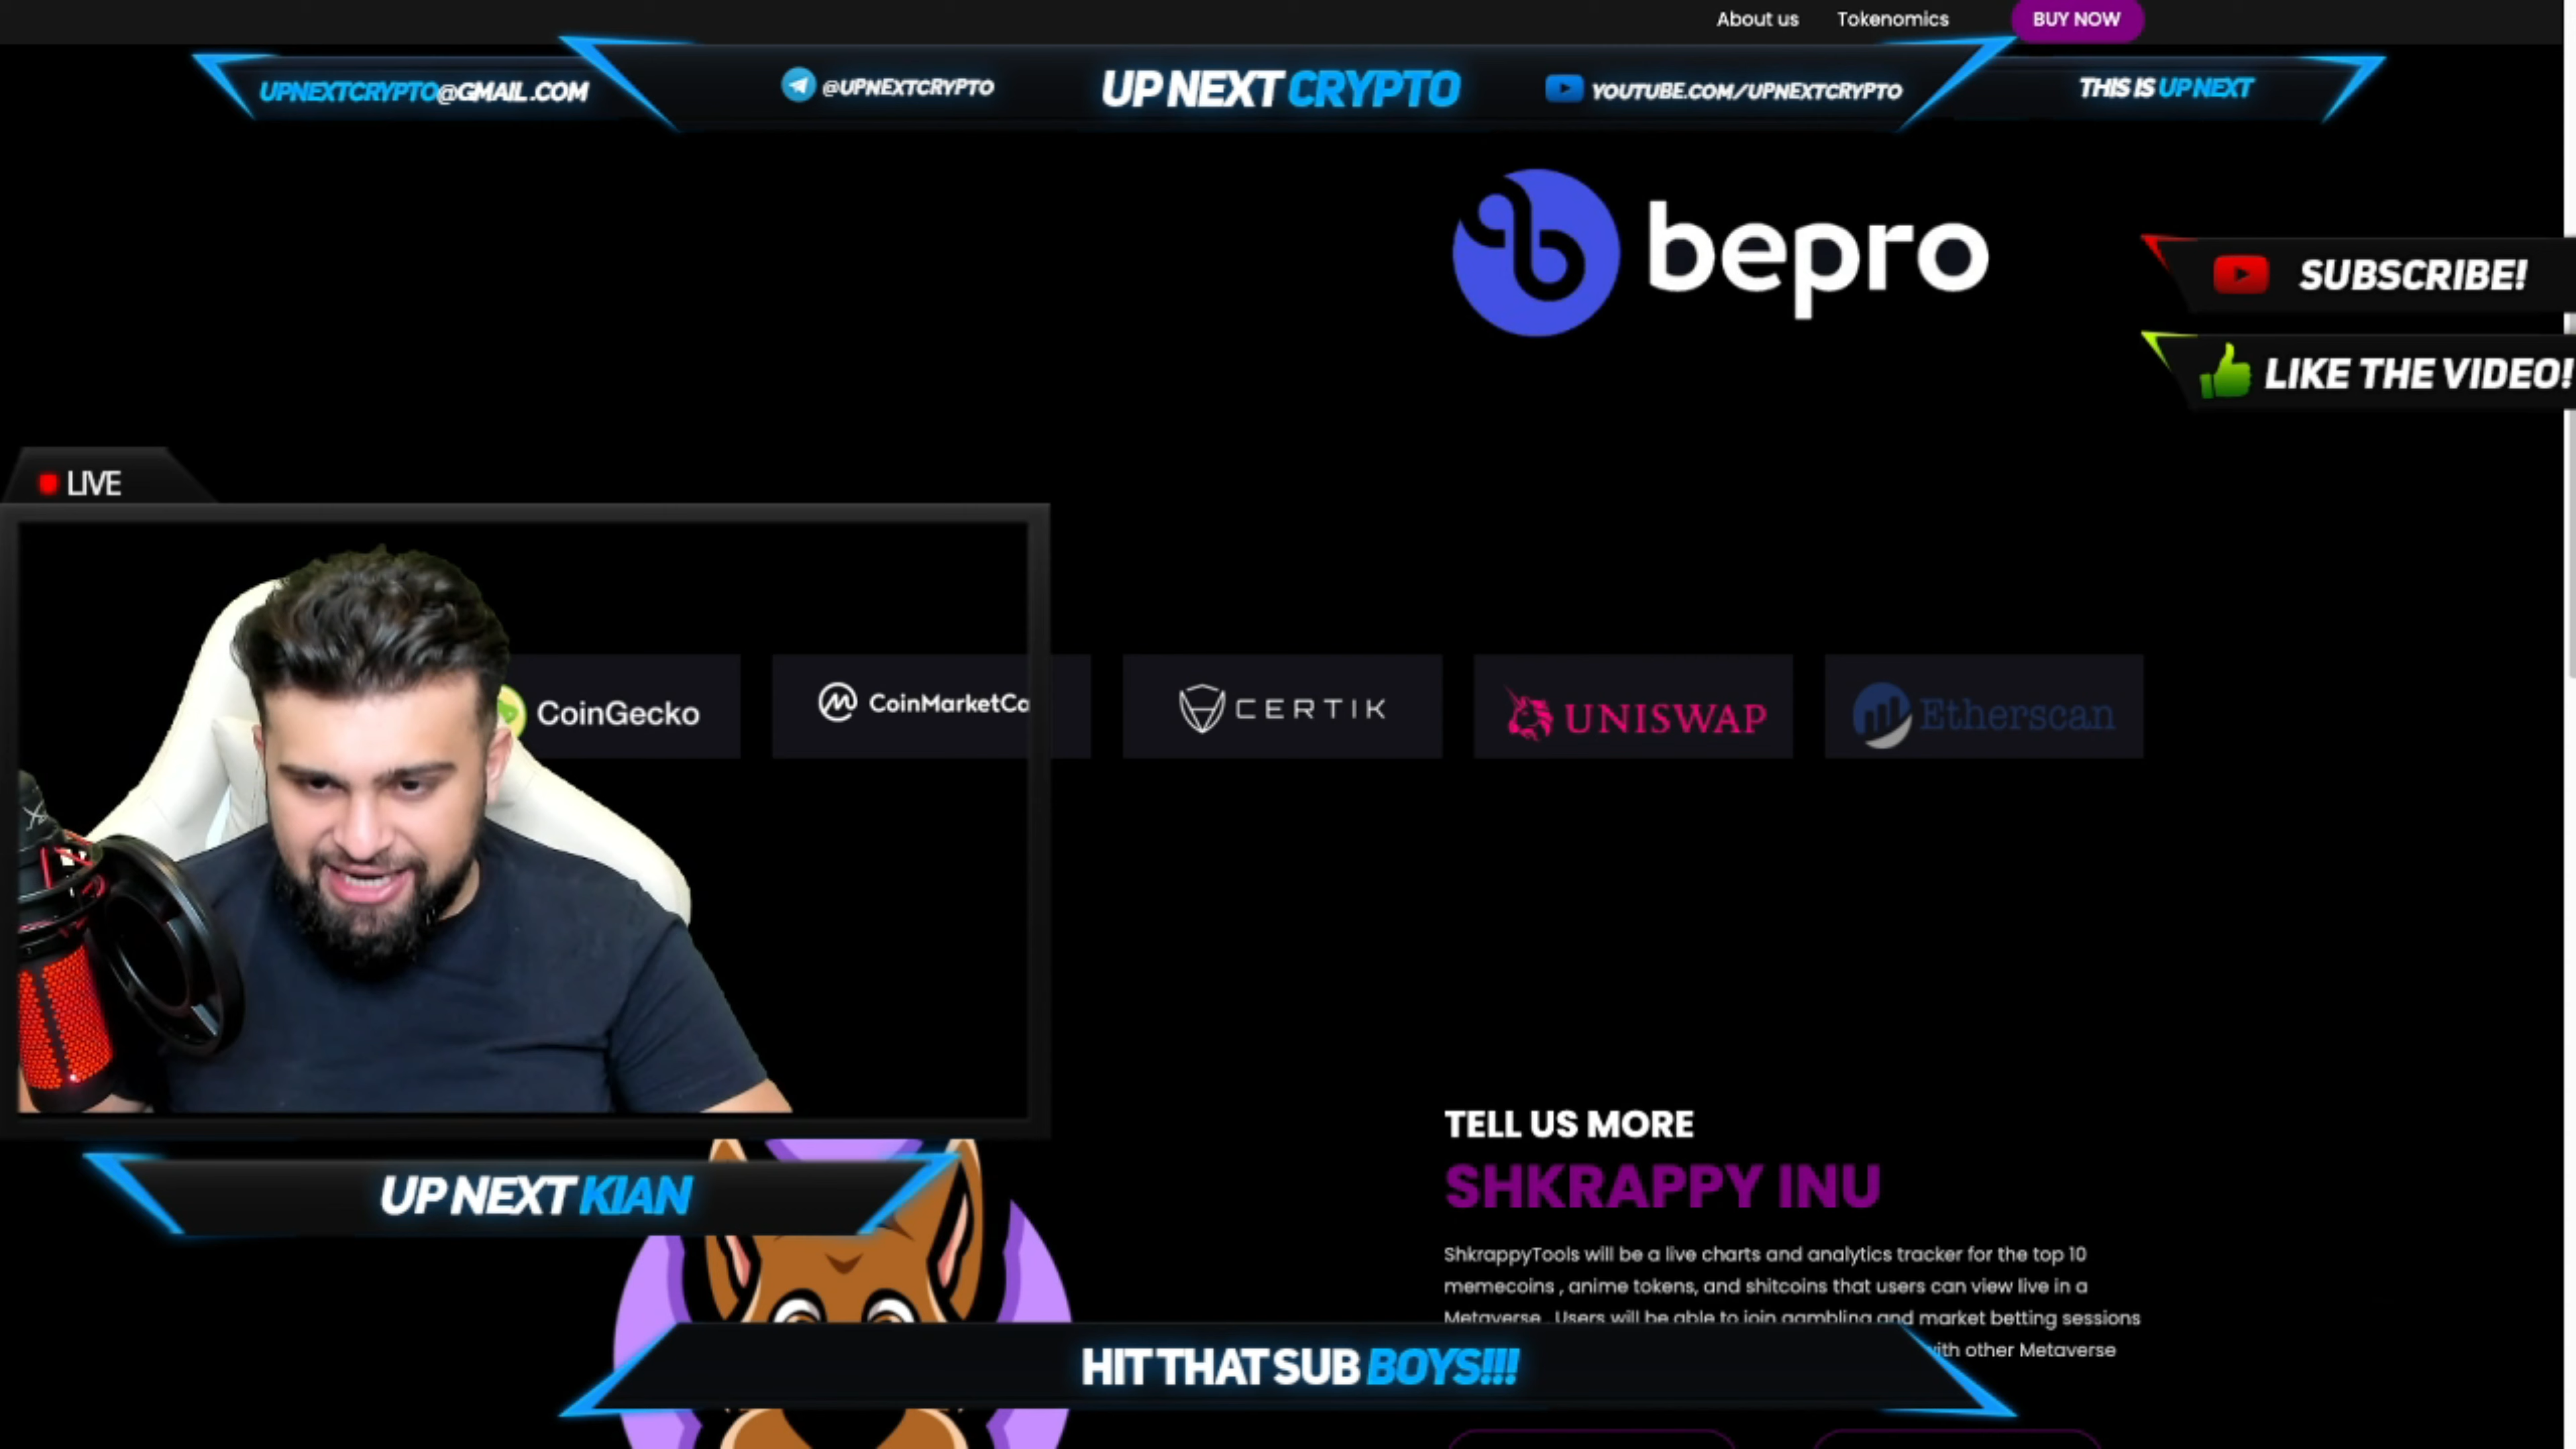 About us Tokenomics BUY NOW
UPNEXTCRYPTO@GMAIL.COM
@UPNEXTCRYPTO
UP NEXT CRYPTO
YOUTUBE.COM/UPNEXTCRYPTO
THIS IS UP NEXT
bepro
SUBSCRIBE!
LIKE THE VIDEO!
LIVE
CoinGecko
CoinMarketCa
CERTIK
UNISWAP
Etherscan
TELL US MORE
SHKRAPPY INU
UP NEXT KIAN
ShkrappyTools will be a live charts and analytics tracker for the top 10
memecoins , anime tokens, and shitcoins that users can view live in a
Metaverse . Users will be able to join gambling and market betting sessions
with other Metaverse
HIT THAT SUB BOYS!!!